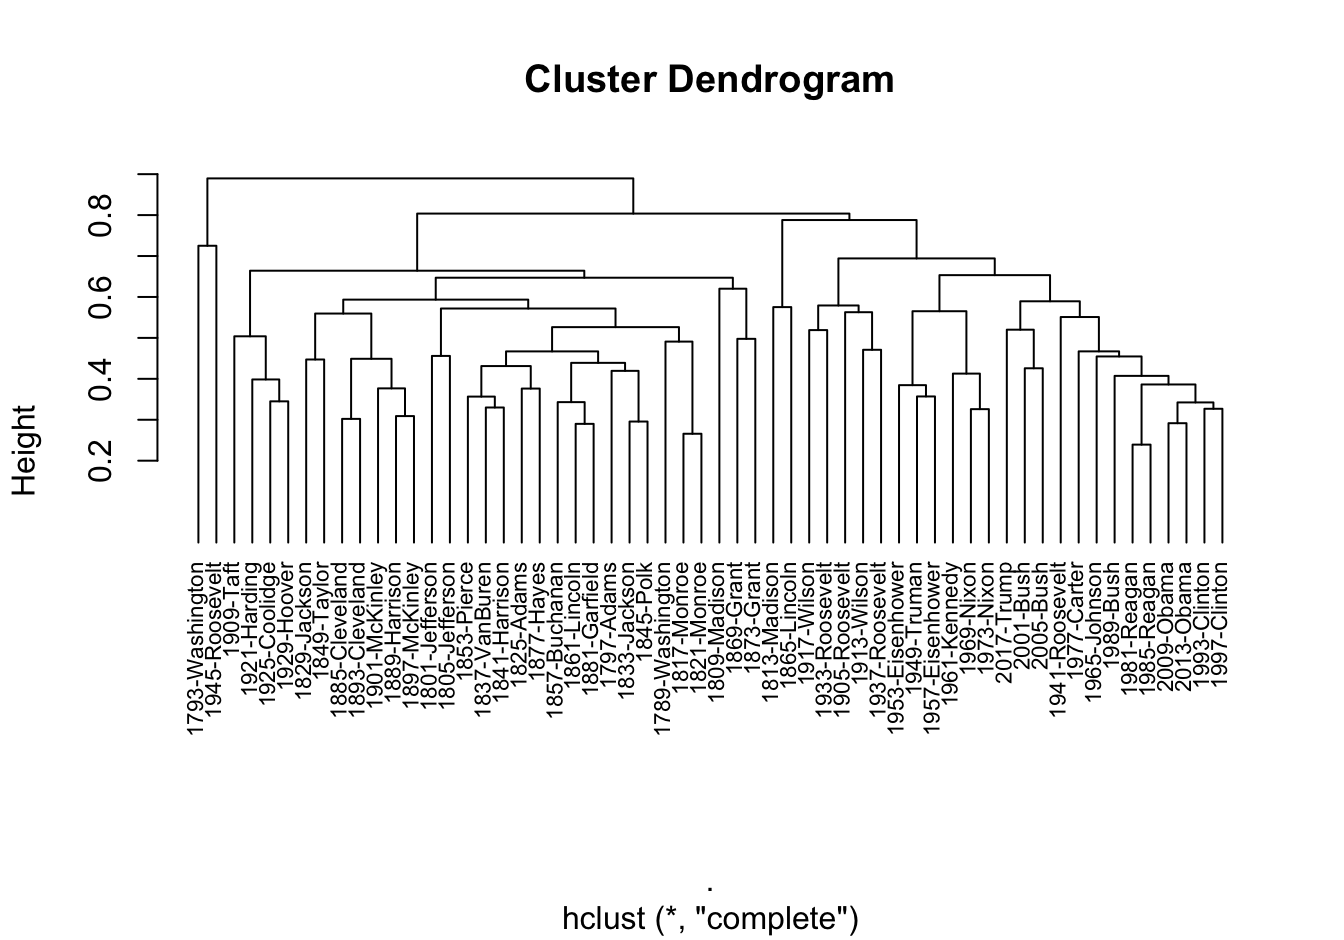 Cluster Dendrogram
Height
0.8
0.6
0.4
0.2
1793-Washington
1945-Roosevelt
1909-Taft
1921-Harding
1925-Coolidge
1929-Hoover
1829-Jackson
1849-Taylor
1885-Cleveland
1893-Cleveland
1901-McKinley
1889-Harrison
1897-McKinley
1801-Jefferson
1805-Jefferson
1853-Pierce
1837-VanBuren
1841-Harrison
1825-Adams
1877-Hayes
1857-Buchanan
1861-Lincoln
1881-Garfield
1797-Adams
1833-Jackson
1845-Polk
1789-Washington
1817-Monroe
1821-Monroe
1809-Madison
1869-Grant
1873-Grant
1813-Madison
1865-Lincoln
1917-Wilson
1933-Roosevelt
1905-Roosevelt
1913-Wilson
1937-Roosevelt
1953-Eisenhower
1949-Truman
1957-Eisenhower
1961-Kennedy
1969-Nixon
1973-Nixon
2017-Trump
2001-Bush
2005-Bush
1941-Roosevelt
1977-Carter
1965-Johnson
1989-Bush
1981-Reagan
1985-Reagan
2009-Obama
2013-Obama
1993-Clinton
1997-Clinton
.
hclust (*, "complete")